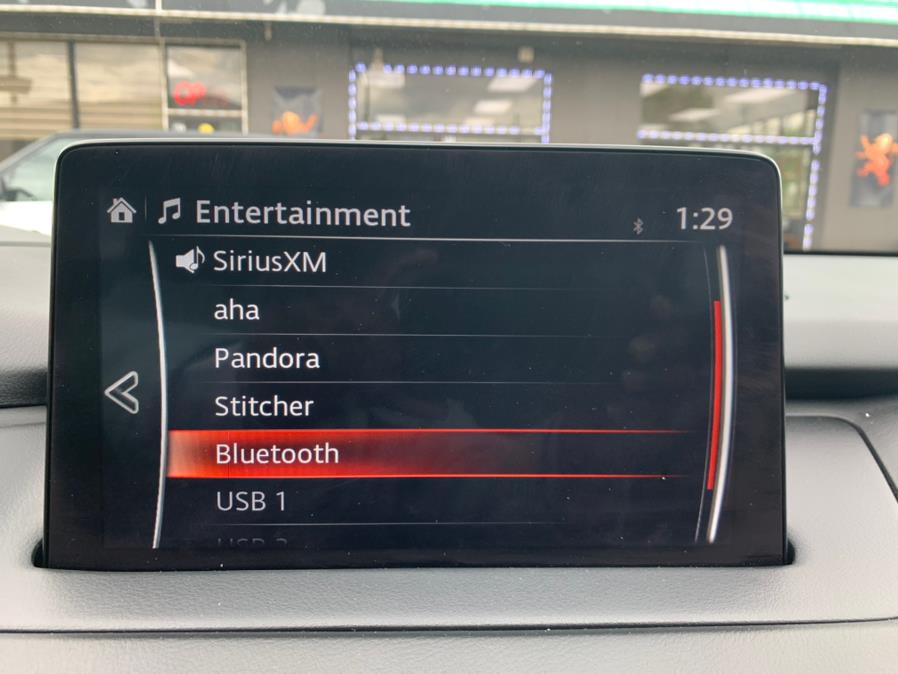 Entertainment 1:29
SiriusXM
aha
Pandora
Stitcher
Bluetooth
USB 1